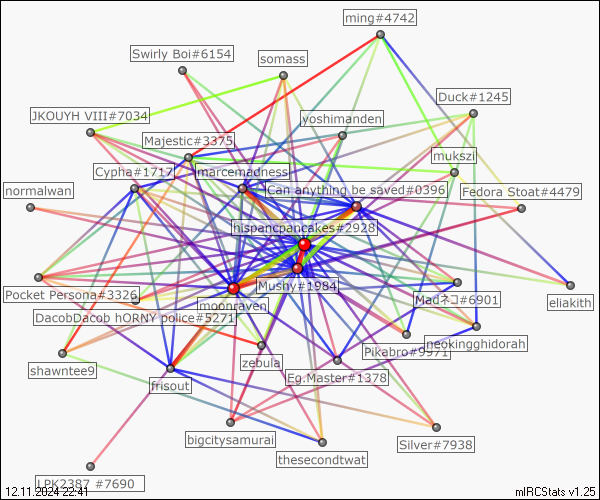 ming#4742
Swirly Boi#6154
somass
Duck#1245
JKOUYH VIII#7034
yoshimanden
Majestic#3375
mukszil
Cypha#1717
marcemadness
normalwan
Can anything be saved#0396
Fedora Stoat#4479
hispancpancakes#2928
Mushy#1984
Pocket Persona#3326
moonraven
Madネコ#6901
eliakith
DacobDacob hORNY police#5271
neokingghidorah
Pikabro#9971
zebula
shawntee9
Eg.Master#1378
frisout
bigcitysamurai
Silver#7938
thesecondtwat
LPK2387 #7690
12.11.2024 22:41
mIRCStats v1.25